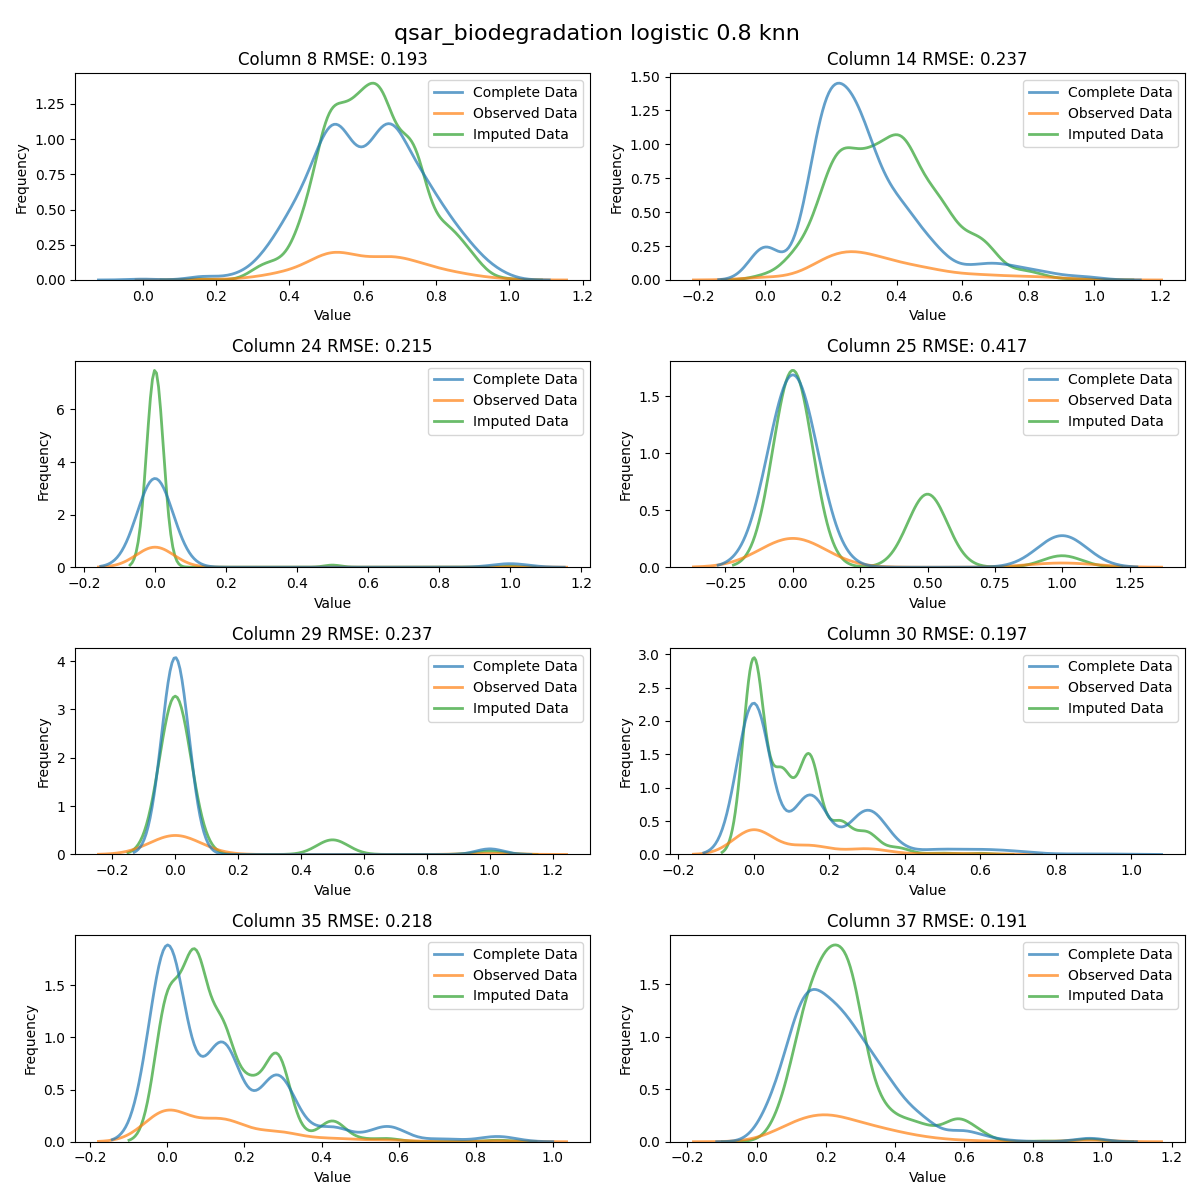 qsar_biodegradation logistic 0.8 knn
Column 8 RMSE: 0.193
Frequency
1.25
1.00
0.75
0.50
0.25
0.00
0.0 0.2 0.4 0.6 0.8 1.0 1.2
Value
Complete Data
Observed Data
Imputed Data
Column 14 RMSE: 0.237
Frequency
1.50
1.25
1.00
0.75
0.50
0.25
0.00
−0.2 0.0 0.2 0.4 0.6 0.8 1.0 1.2
Value
Complete Data
Observed Data
Imputed Data
Column 24 RMSE: 0.215
Frequency
6
4
2
0
−0.2 0.0 0.2 0.4 0.6 0.8 1.0 1.2
Value
Complete Data
Observed Data
Imputed Data
Column 25 RMSE: 0.417
Frequency
1.5
1.0
0.5
0.0
−0.25 0.00 0.25 0.50 0.75 1.00 1.25
Value
Complete Data
Observed Data
Imputed Data
Column 29 RMSE: 0.237
Frequency
4
3
2
1
0
−0.2 0.0 0.2 0.4 0.6 0.8 1.0 1.2
Value
Complete Data
Observed Data
Imputed Data
Column 30 RMSE: 0.197
Frequency
3.0
2.5
2.0
1.5
1.0
0.5
0.0
−0.2 0.0 0.2 0.4 0.6 0.8 1.0
Value
Complete Data
Observed Data
Imputed Data
Column 35 RMSE: 0.218
Frequency
1.5
1.0
0.5
0.0
−0.2 0.0 0.2 0.4 0.6 0.8 1.0
Value
Complete Data
Observed Data
Imputed Data
Column 37 RMSE: 0.191
Frequency
1.5
1.0
0.5
0.0
−0.2 0.0 0.2 0.4 0.6 0.8 1.0 1.2
Value
Complete Data
Observed Data
Imputed Data